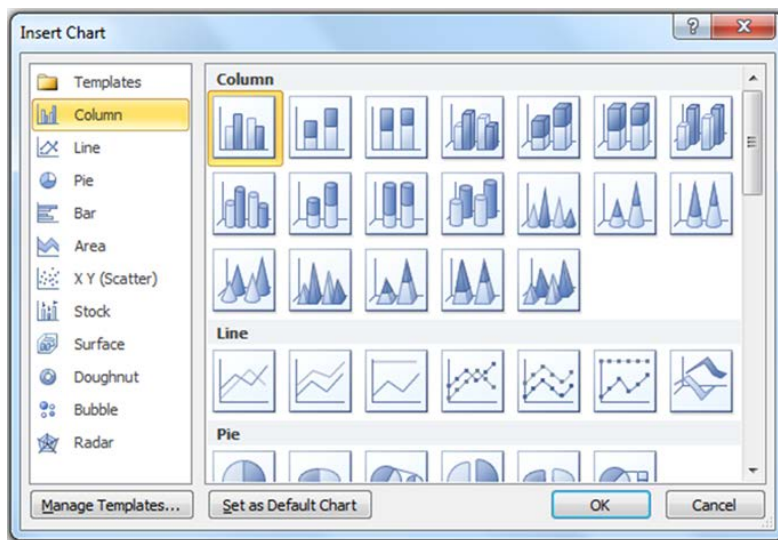 Insert Chart
Templates
Column
Line
Pie
Bar
Area
X Y (Scatter)
Stock
Surface
Doughnut
Bubble
Radar
Column
Line
Pie
Manage Templates...
Set as Default Chart
OK
Cancel